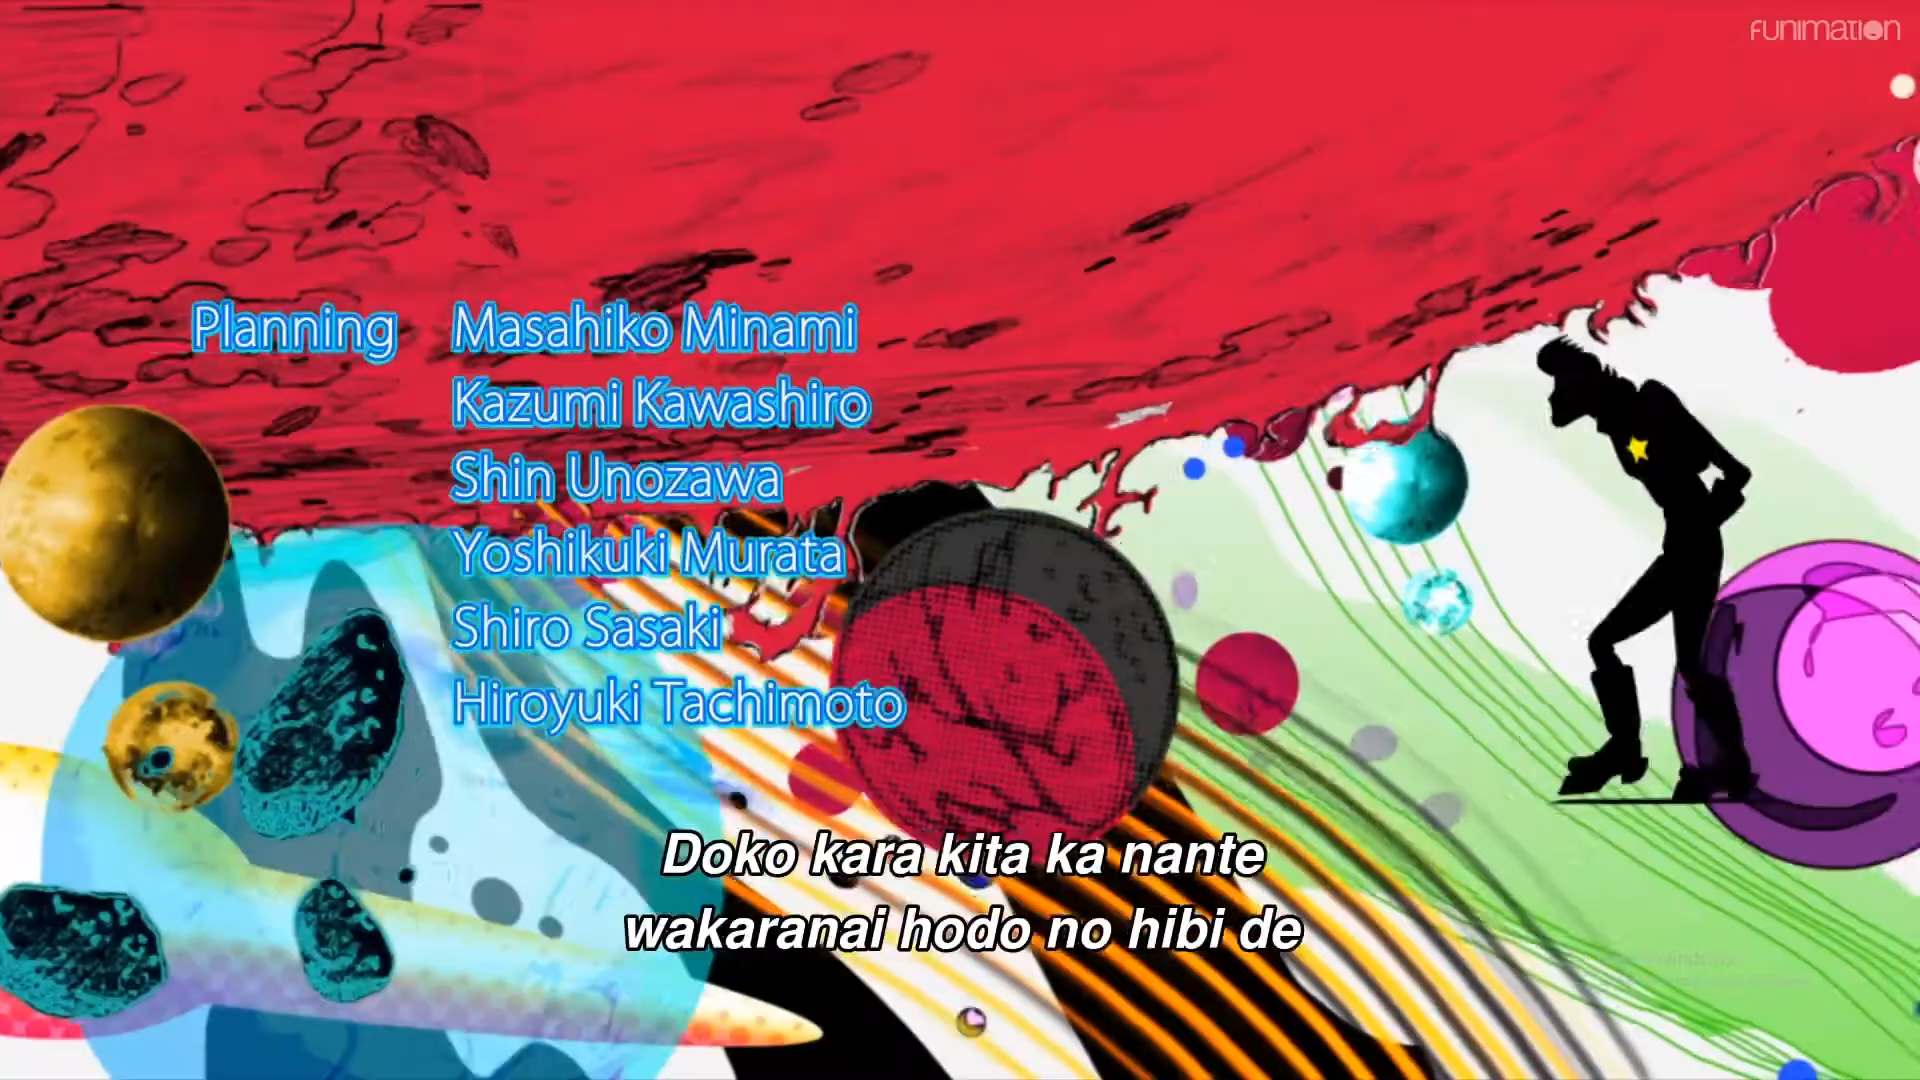 FUNIMATION
Planning Masahiko Minami
Kazumi Kawashiro
Shin Unozawa
Yoshikuki Murata
Shiro Sasaki
Hiroyuki Tachimoto
Doko kara kita ka nante
wakaranai hodo no hibi de